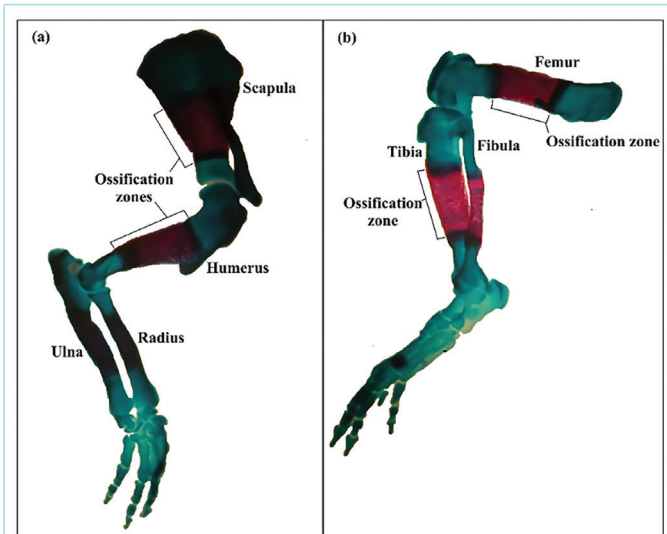 (a)
Scapula
Ossification
zones
Humerus
Ulna
Radius
(b)
Femur
Ossification zone
Tibia
Fibula
Ossification
zone